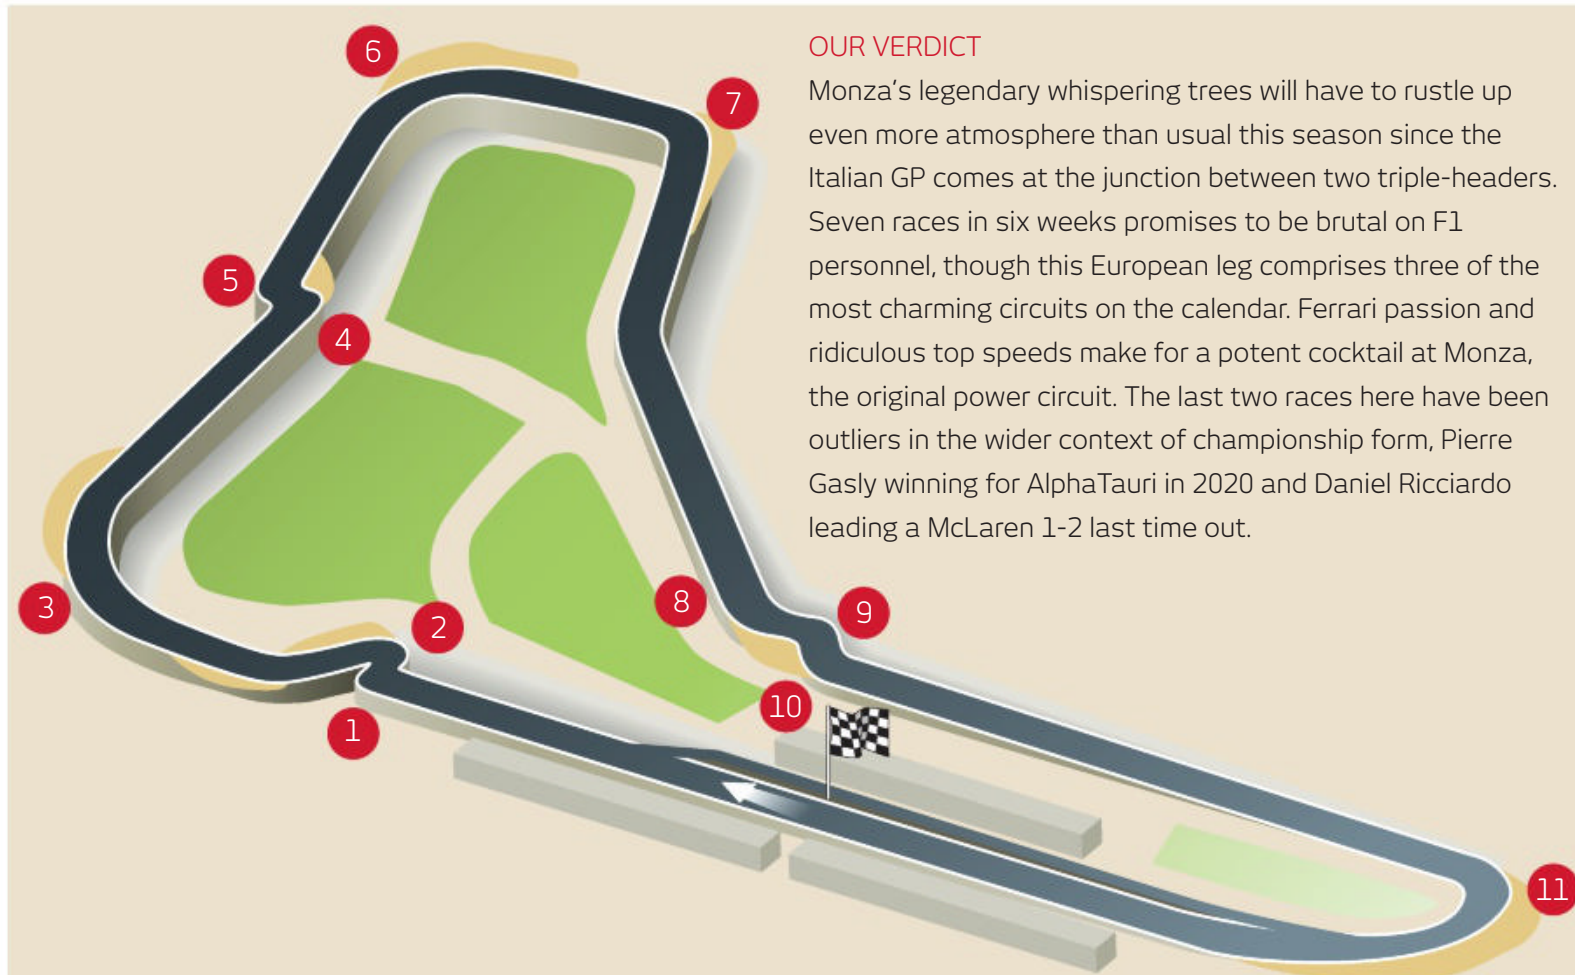 OUR VERDICT
Monza’s legendary whispering trees will have to rustle up
even more atmosphere than usual this season since the
Italian GP comes at the junction between two triple-headers.
Seven races in six weeks promises to be brutal on F1
personnel, though this European leg comprises three of the
most charming circuits on the calendar. Ferrari passion and
ridiculous top speeds make for a potent cocktail at Monza,
the original power circuit. The last two races here have been
outliers in the wider context of championship form, Pierre
Gasly winning for AlphaTauri in 2020 and Daniel Ricciardo
leading a McLaren 1-2 last time out.
6
7
5
4
3
2
8
9
1
10
11